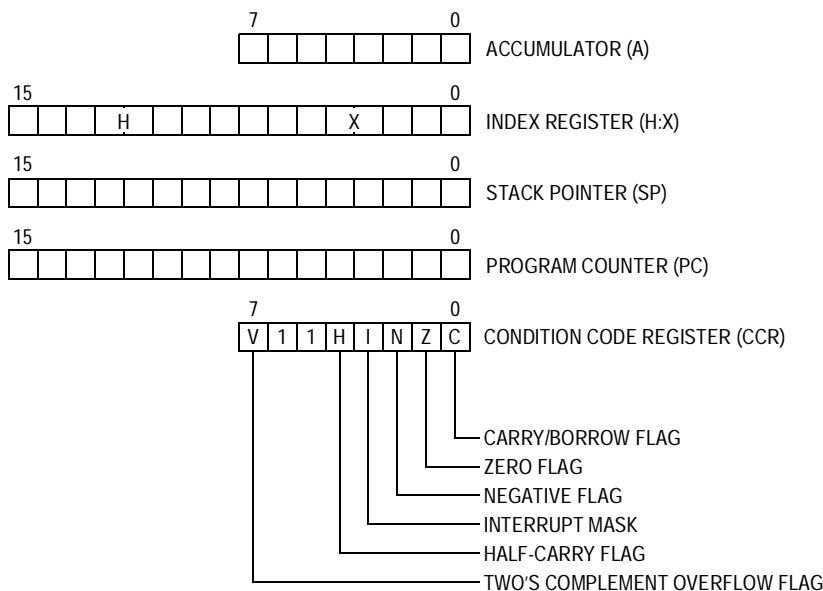 7 0
ACCUMULATOR (A)
15 0
H X INDEX REGISTER (H:X)
15 0
STACK POINTER (SP)
15 0
PROGRAM COUNTER (PC)
7 0
V 1 1 H I N Z C CONDITION CODE REGISTER (CCR)
CARRY/BORROW FLAG
ZERO FLAG
NEGATIVE FLAG
INTERRUPT MASK
HALF-CARRY FLAG
TWO'S COMPLEMENT OVERFLOW FLAG